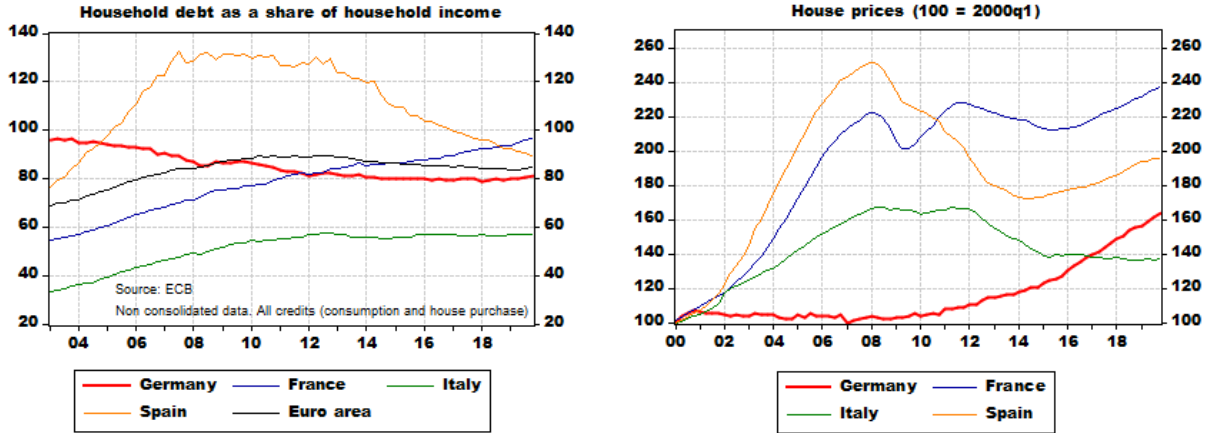 Household debt as a share of household income
140 140
120 120
100 100
80 80
60 60
40 40
20 20
Source: ECB
Non consolidated data. All credits (consumption and house purchase)
04 06 08 10 12 14 16 18
Germany France Italy
Spain Euro area
House prices (100 = 2000q1)
260 260
240 240
220 220
200 200
180 180
160 160
140 140
120 120
100 100
00 02 04 06 08 10 12 14 16 18
Germany France
Italy Spain